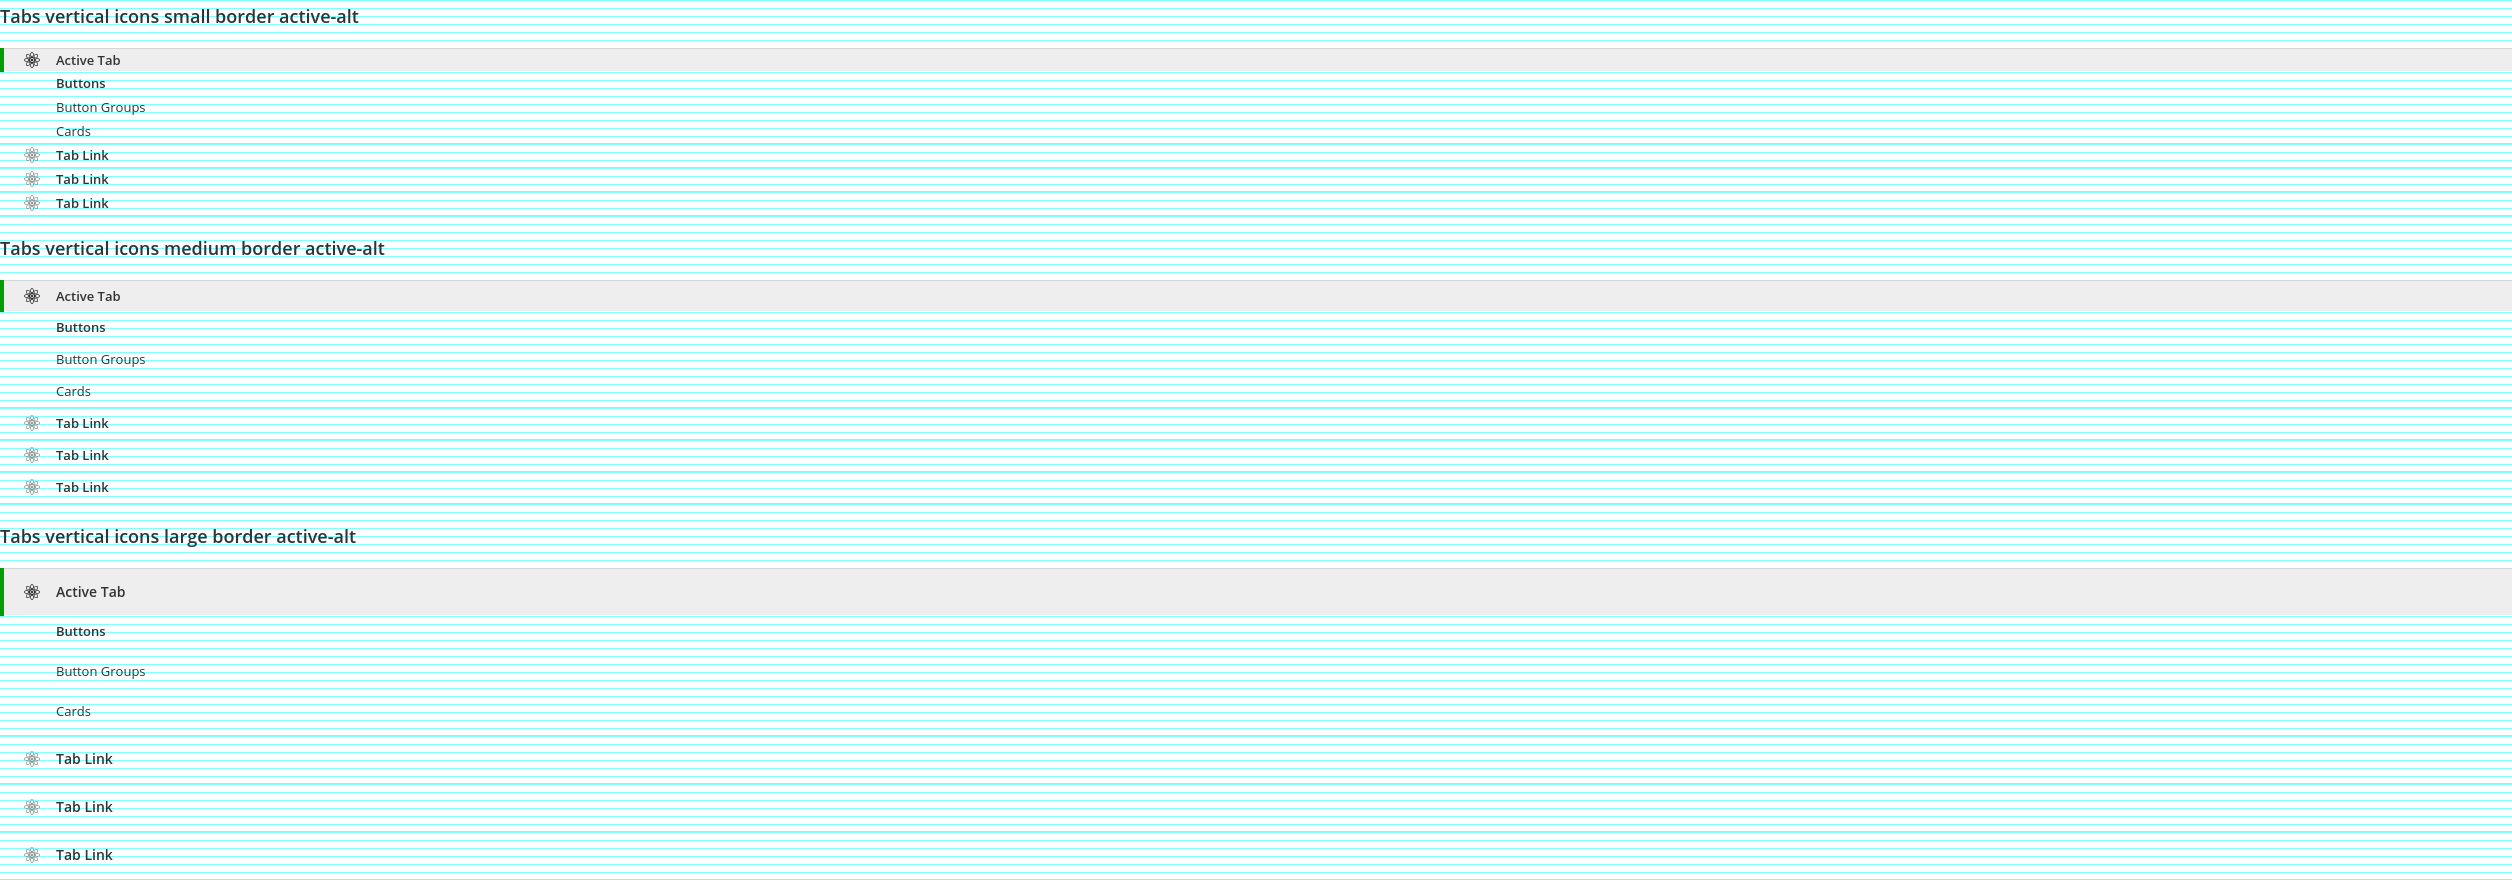 Tabs vertical icons small border active-alt
Active Tab
Buttons
Button Groups
Cards
Tab Link
Tab Link
Tab Link
Tabs vertical icons medium border active-alt
Active Tab
Buttons
Button Groups
Cards
Tab Link
Tab Link
Tab Link
Tabs vertical icons large border active-alt
Active Tab
Buttons
Button Groups
Cards
Tab Link
Tab Link
Tab Link